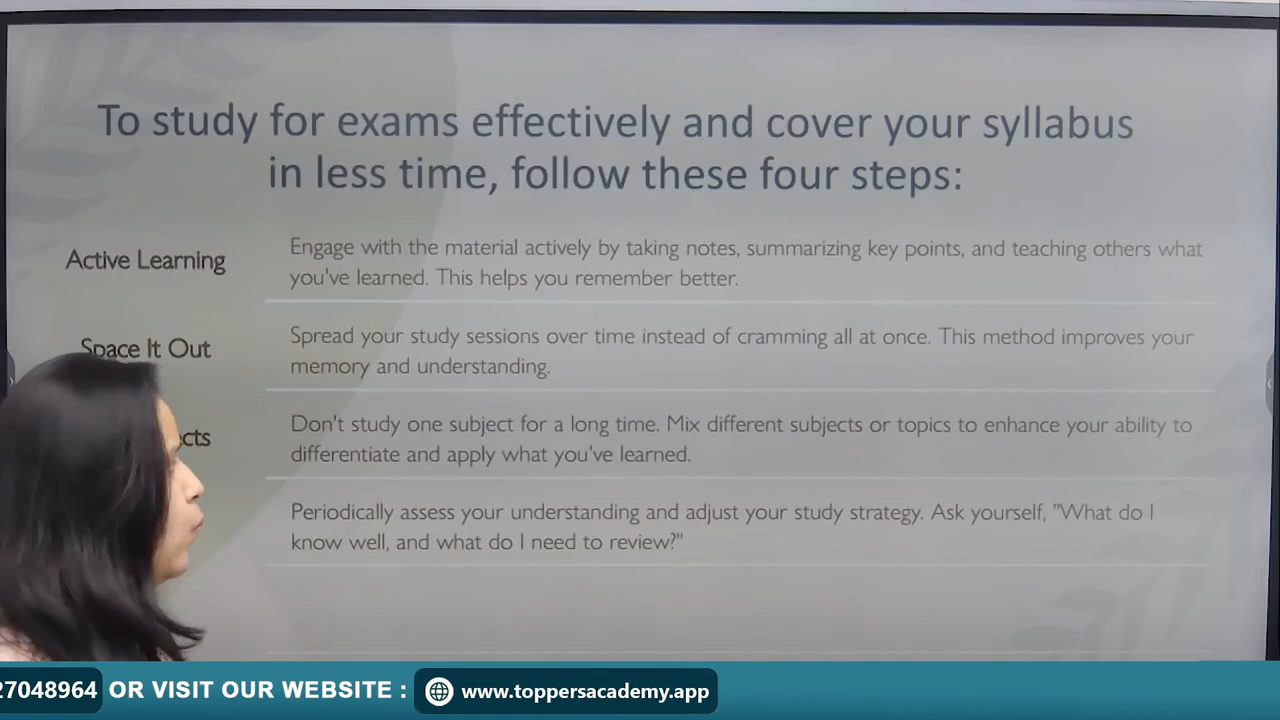 To study for exams effectively and cover your syllabus
in less time, follow these four steps:
Active Learning
Engage with the material actively by taking notes, summarizing key points, and teaching others what
you've learned. This helps you remember better.
Space It Out
Spread your study sessions over time instead of cramming all at once. This method improves your
memory and understanding.
cts
Don't study one subject for a long time. Mix different subjects or topics to enhance your ability to
differentiate and apply what you've learned.
Periodically assess your understanding and adjust your study strategy. Ask yourself, "What do I
know well, and what do I need to review?"
27048964 OR VISIT OUR WEBSITE : www.toppersacademy.app